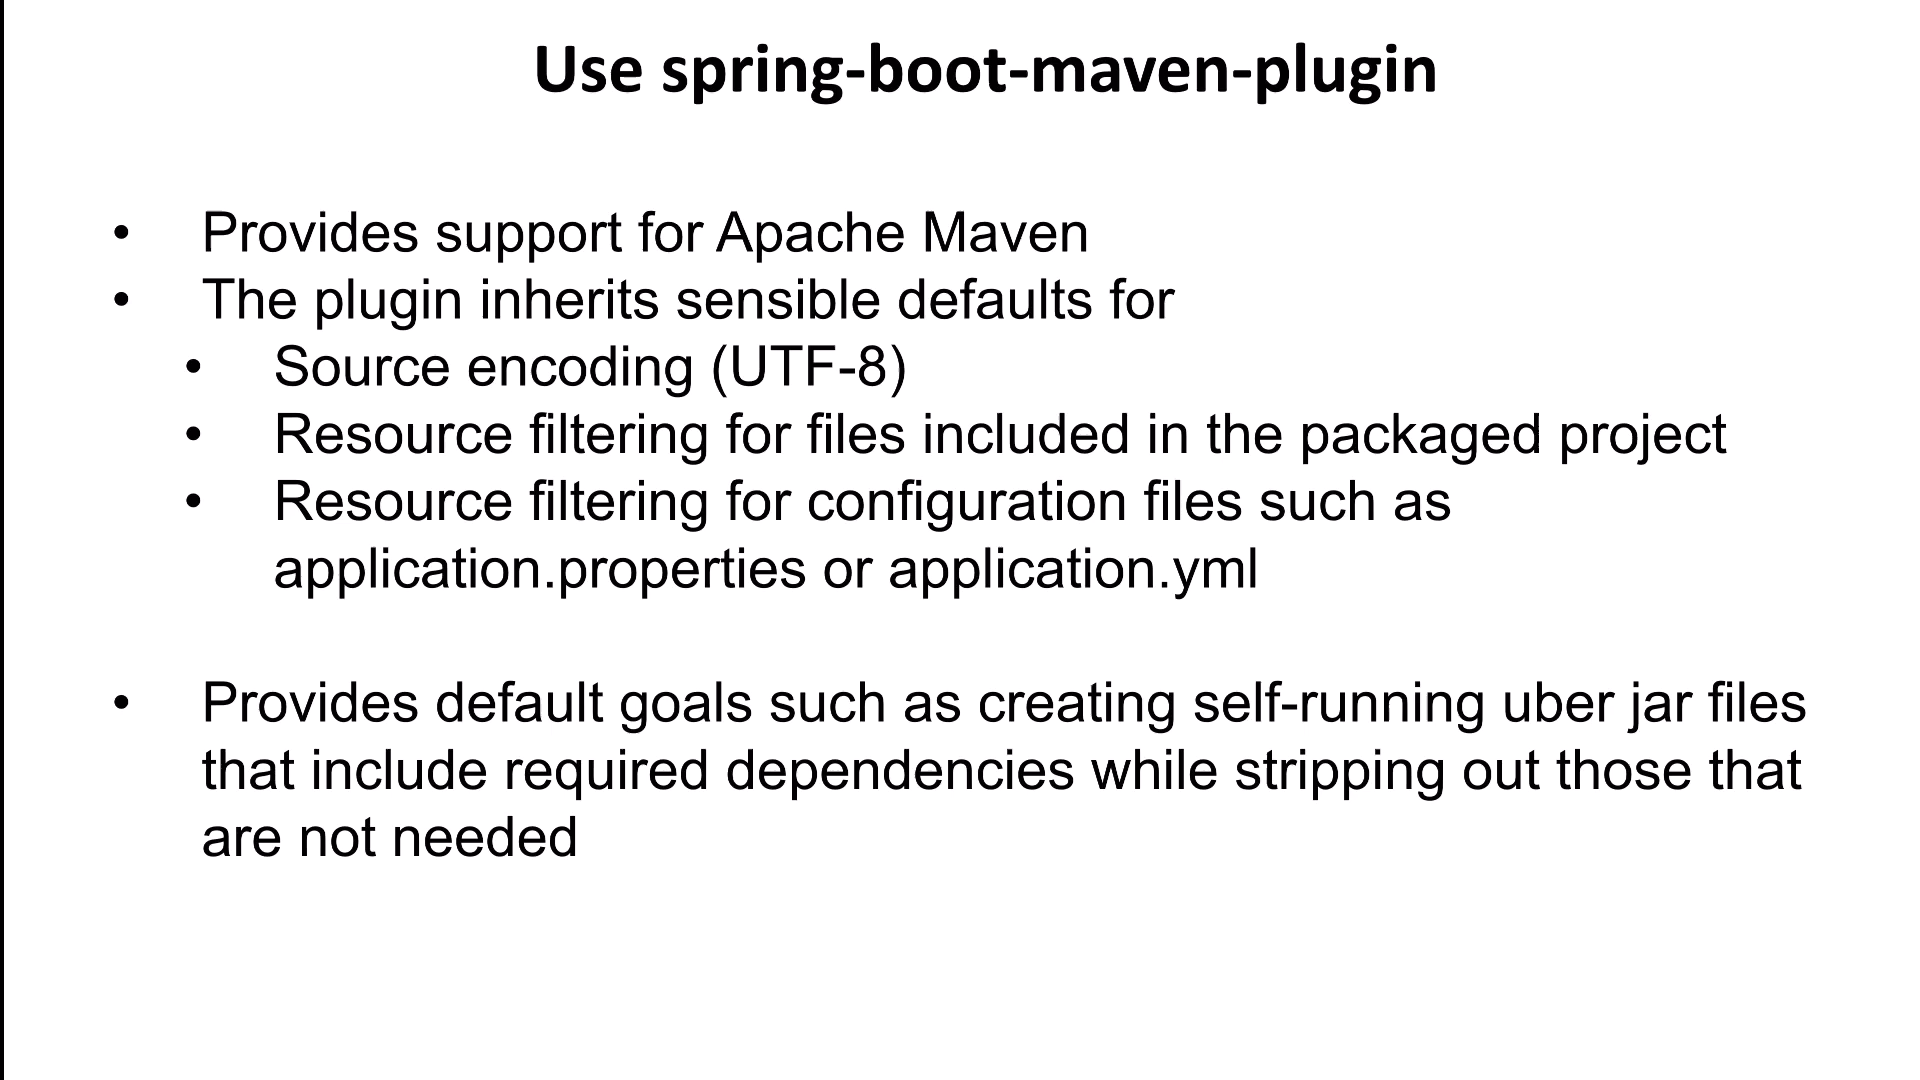 Use spring-boot-maven-plugin
• Provides support for Apache Maven
• The plugin inherits sensible defaults for
• Source encoding (UTF-8)
• Resource filtering for files included in the packaged project
• Resource filtering for configuration files such as
application.properties or application.yml
• Provides default goals such as creating self-running uber jar files
that include required dependencies while stripping out those that
are not needed